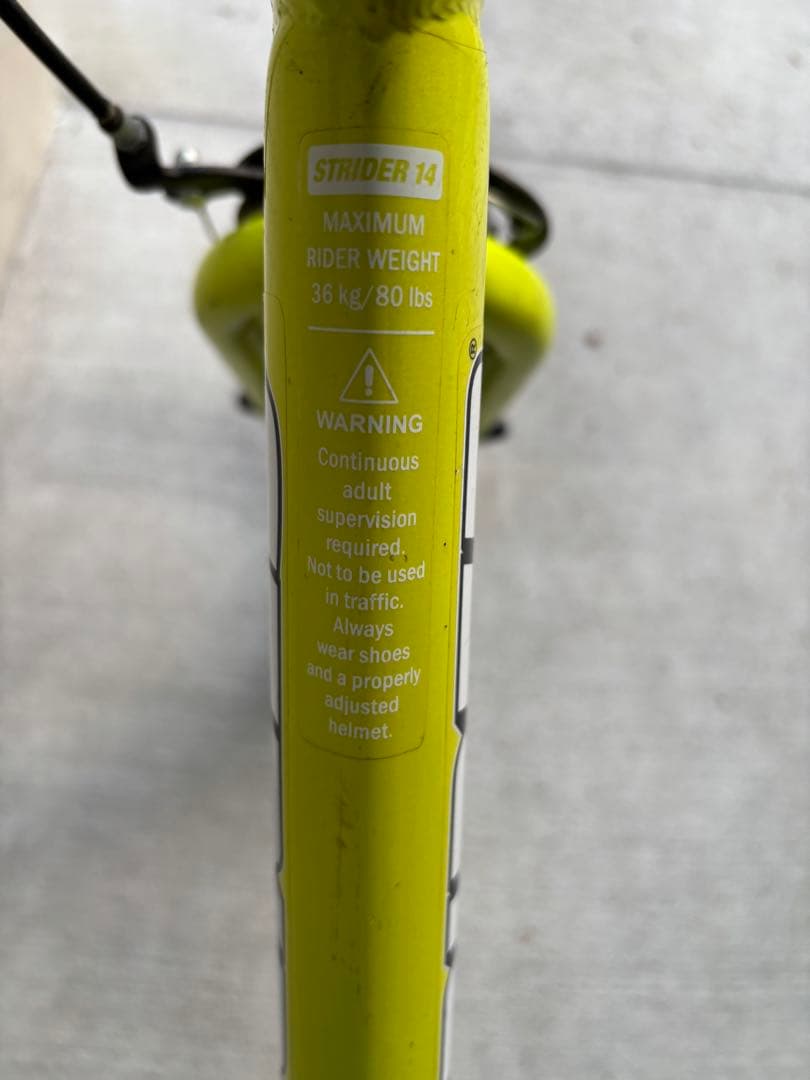 STRIDER 14
MAXIMUM
RIDER WEIGHT
36 kg/80 lbs
WARNING
Continuous
adult
supervision
required.
Not to be used
in traffic.
Always
wear shoes
and a properly
adjusted
helmet.
®